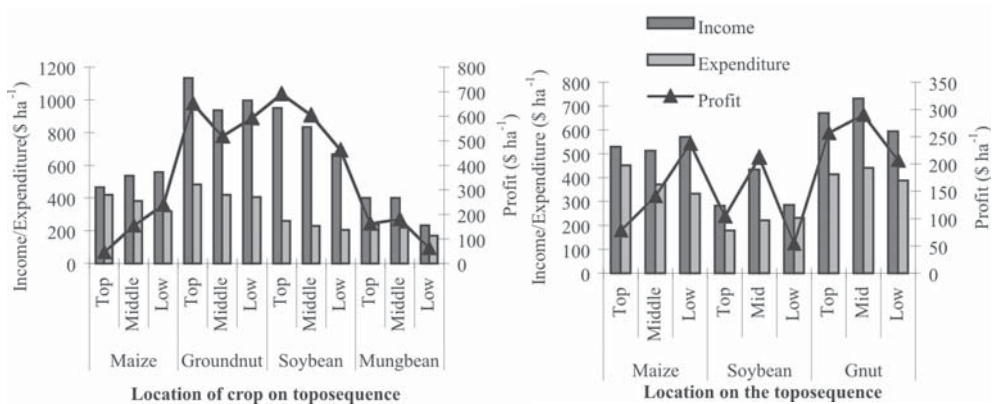 Income
Expenditure
Profit
Income/Expenditure($ ha⁻¹)
1200
1000
800
600
400
200
0
800
700
600
500
400
300
200
100
0
Profit ($ ha⁻¹)
Top
Middle
Low
Top
Middle
Low
Top
Middle
Low
Top
Middle
Low
Maize
Groundnut
Soybean
Mungbean
Location of crop on toposequence
Income/Expenditure ($ ha⁻¹)
800
700
600
500
400
300
200
100
0
350
300
250
200
150
100
50
0
Profit ($ ha⁻¹)
Top
Middle
Low
Top
Mid
Low
Top
Mid
Low
Maize
Soybean
Gnut
Location on the toposequence